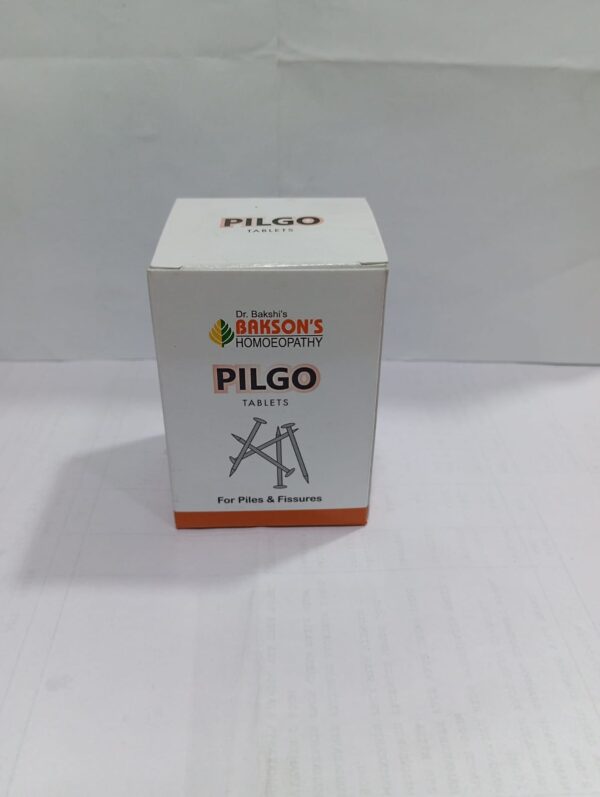 PILGO
TABLETS
Dr. Bakshi's
BAKSON'S
HOMOEOPATHY
PILGO
TABLETS
For Piles & Fissures